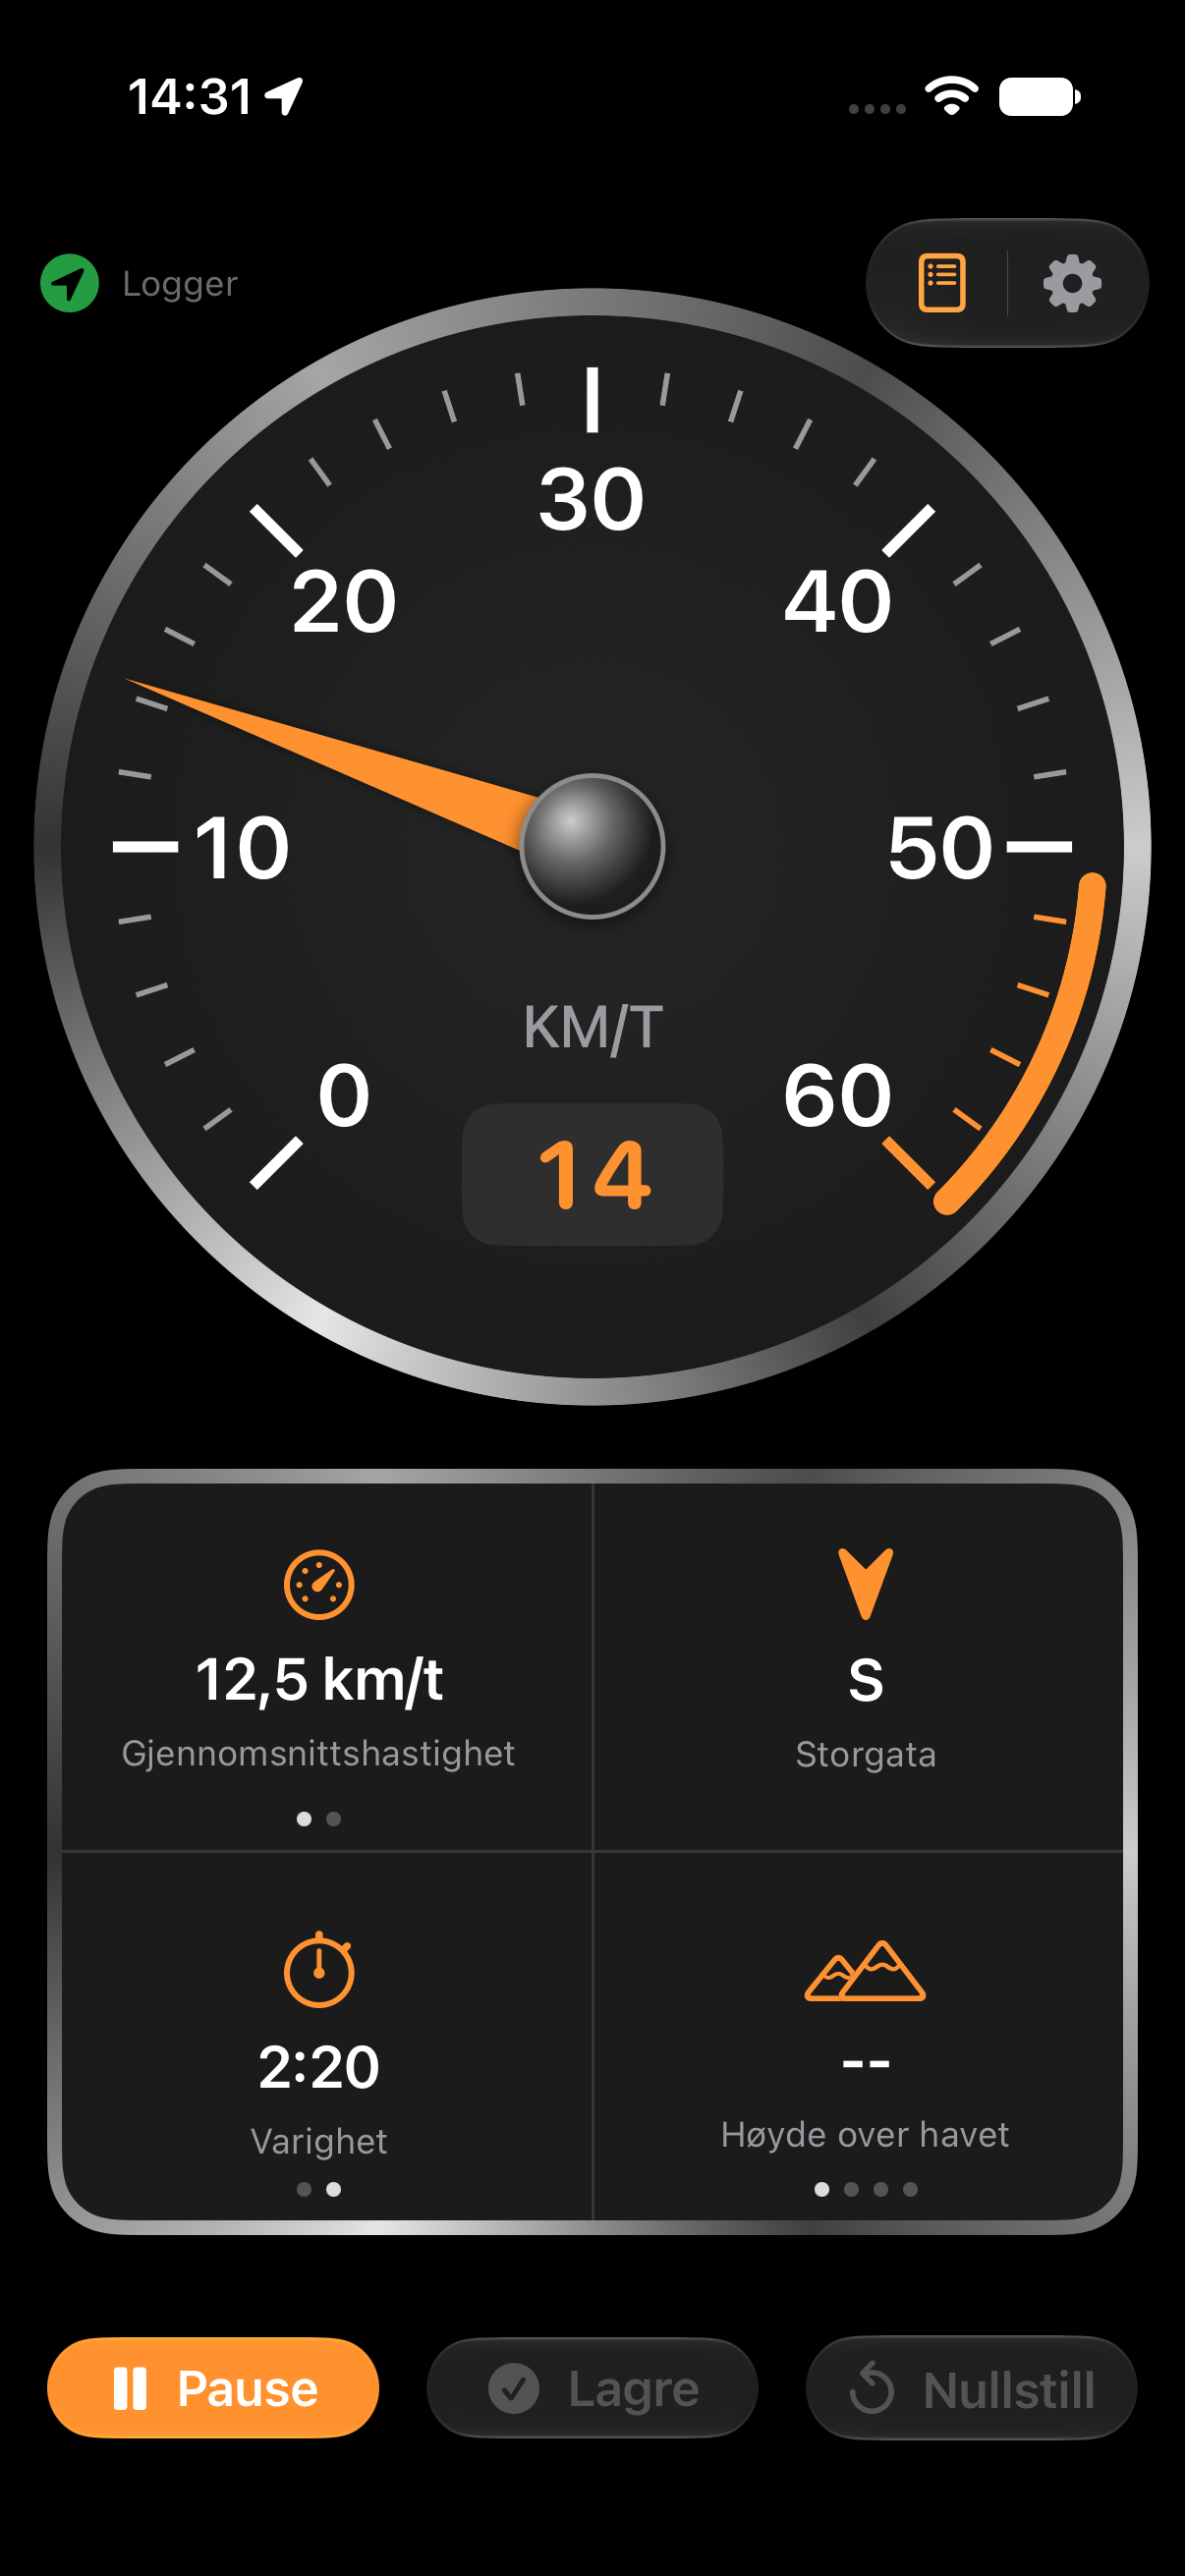 14:31
Logger
30
20
40
10
50
KM/T
0
60
14
12,5 km/t
Gjennomsnittshastighet
S
Storgata
2:20
Varighet
--
Høyde over havet
Pause
Lagre
Nullstill